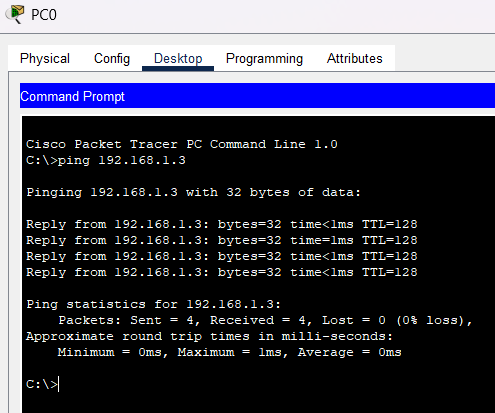 PC0
Physical Config Desktop Programming Attributes
Command Prompt
Cisco Packet Tracer PC Command Line 1.0
C:\>ping 192.168.1.3
Pinging 192.168.1.3 with 32 bytes of data:
Reply from 192.168.1.3: bytes=32 time<1ms TTL=128
Reply from 192.168.1.3: bytes=32 time=1ms TTL=128
Reply from 192.168.1.3: bytes=32 time<1ms TTL=128
Reply from 192.168.1.3: bytes=32 time<1ms TTL=128
Ping statistics for 192.168.1.3:
Packets: Sent = 4, Received = 4, Lost = 0 (0% loss),
Approximate round trip times in milli-seconds:
Minimum = 0ms, Maximum = 1ms, Average = 0ms
C:\>